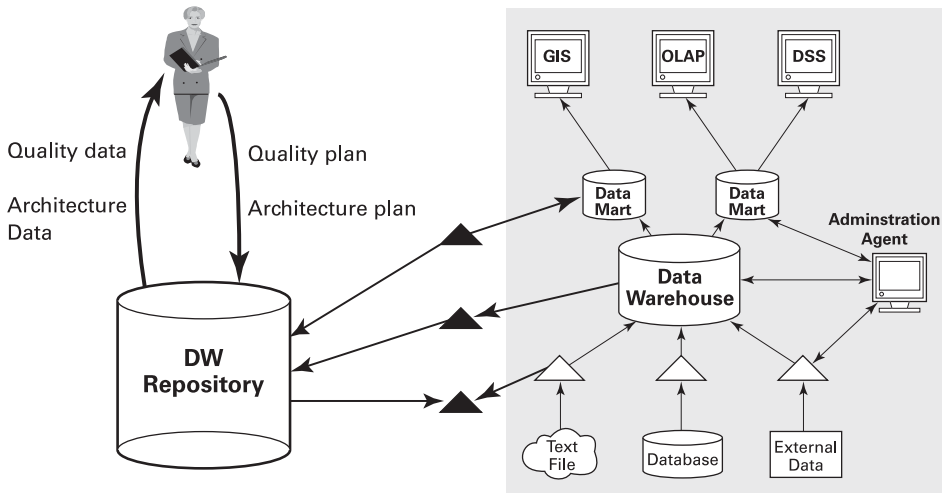 GIS
OLAP
DSS
Quality data
Quality plan
Architecture
Data
Architecture plan
Data
Mart
Data
Mart
Adminstration
Agent
Data
Warehouse
DW
Repository
Text
File
Database
External
Data